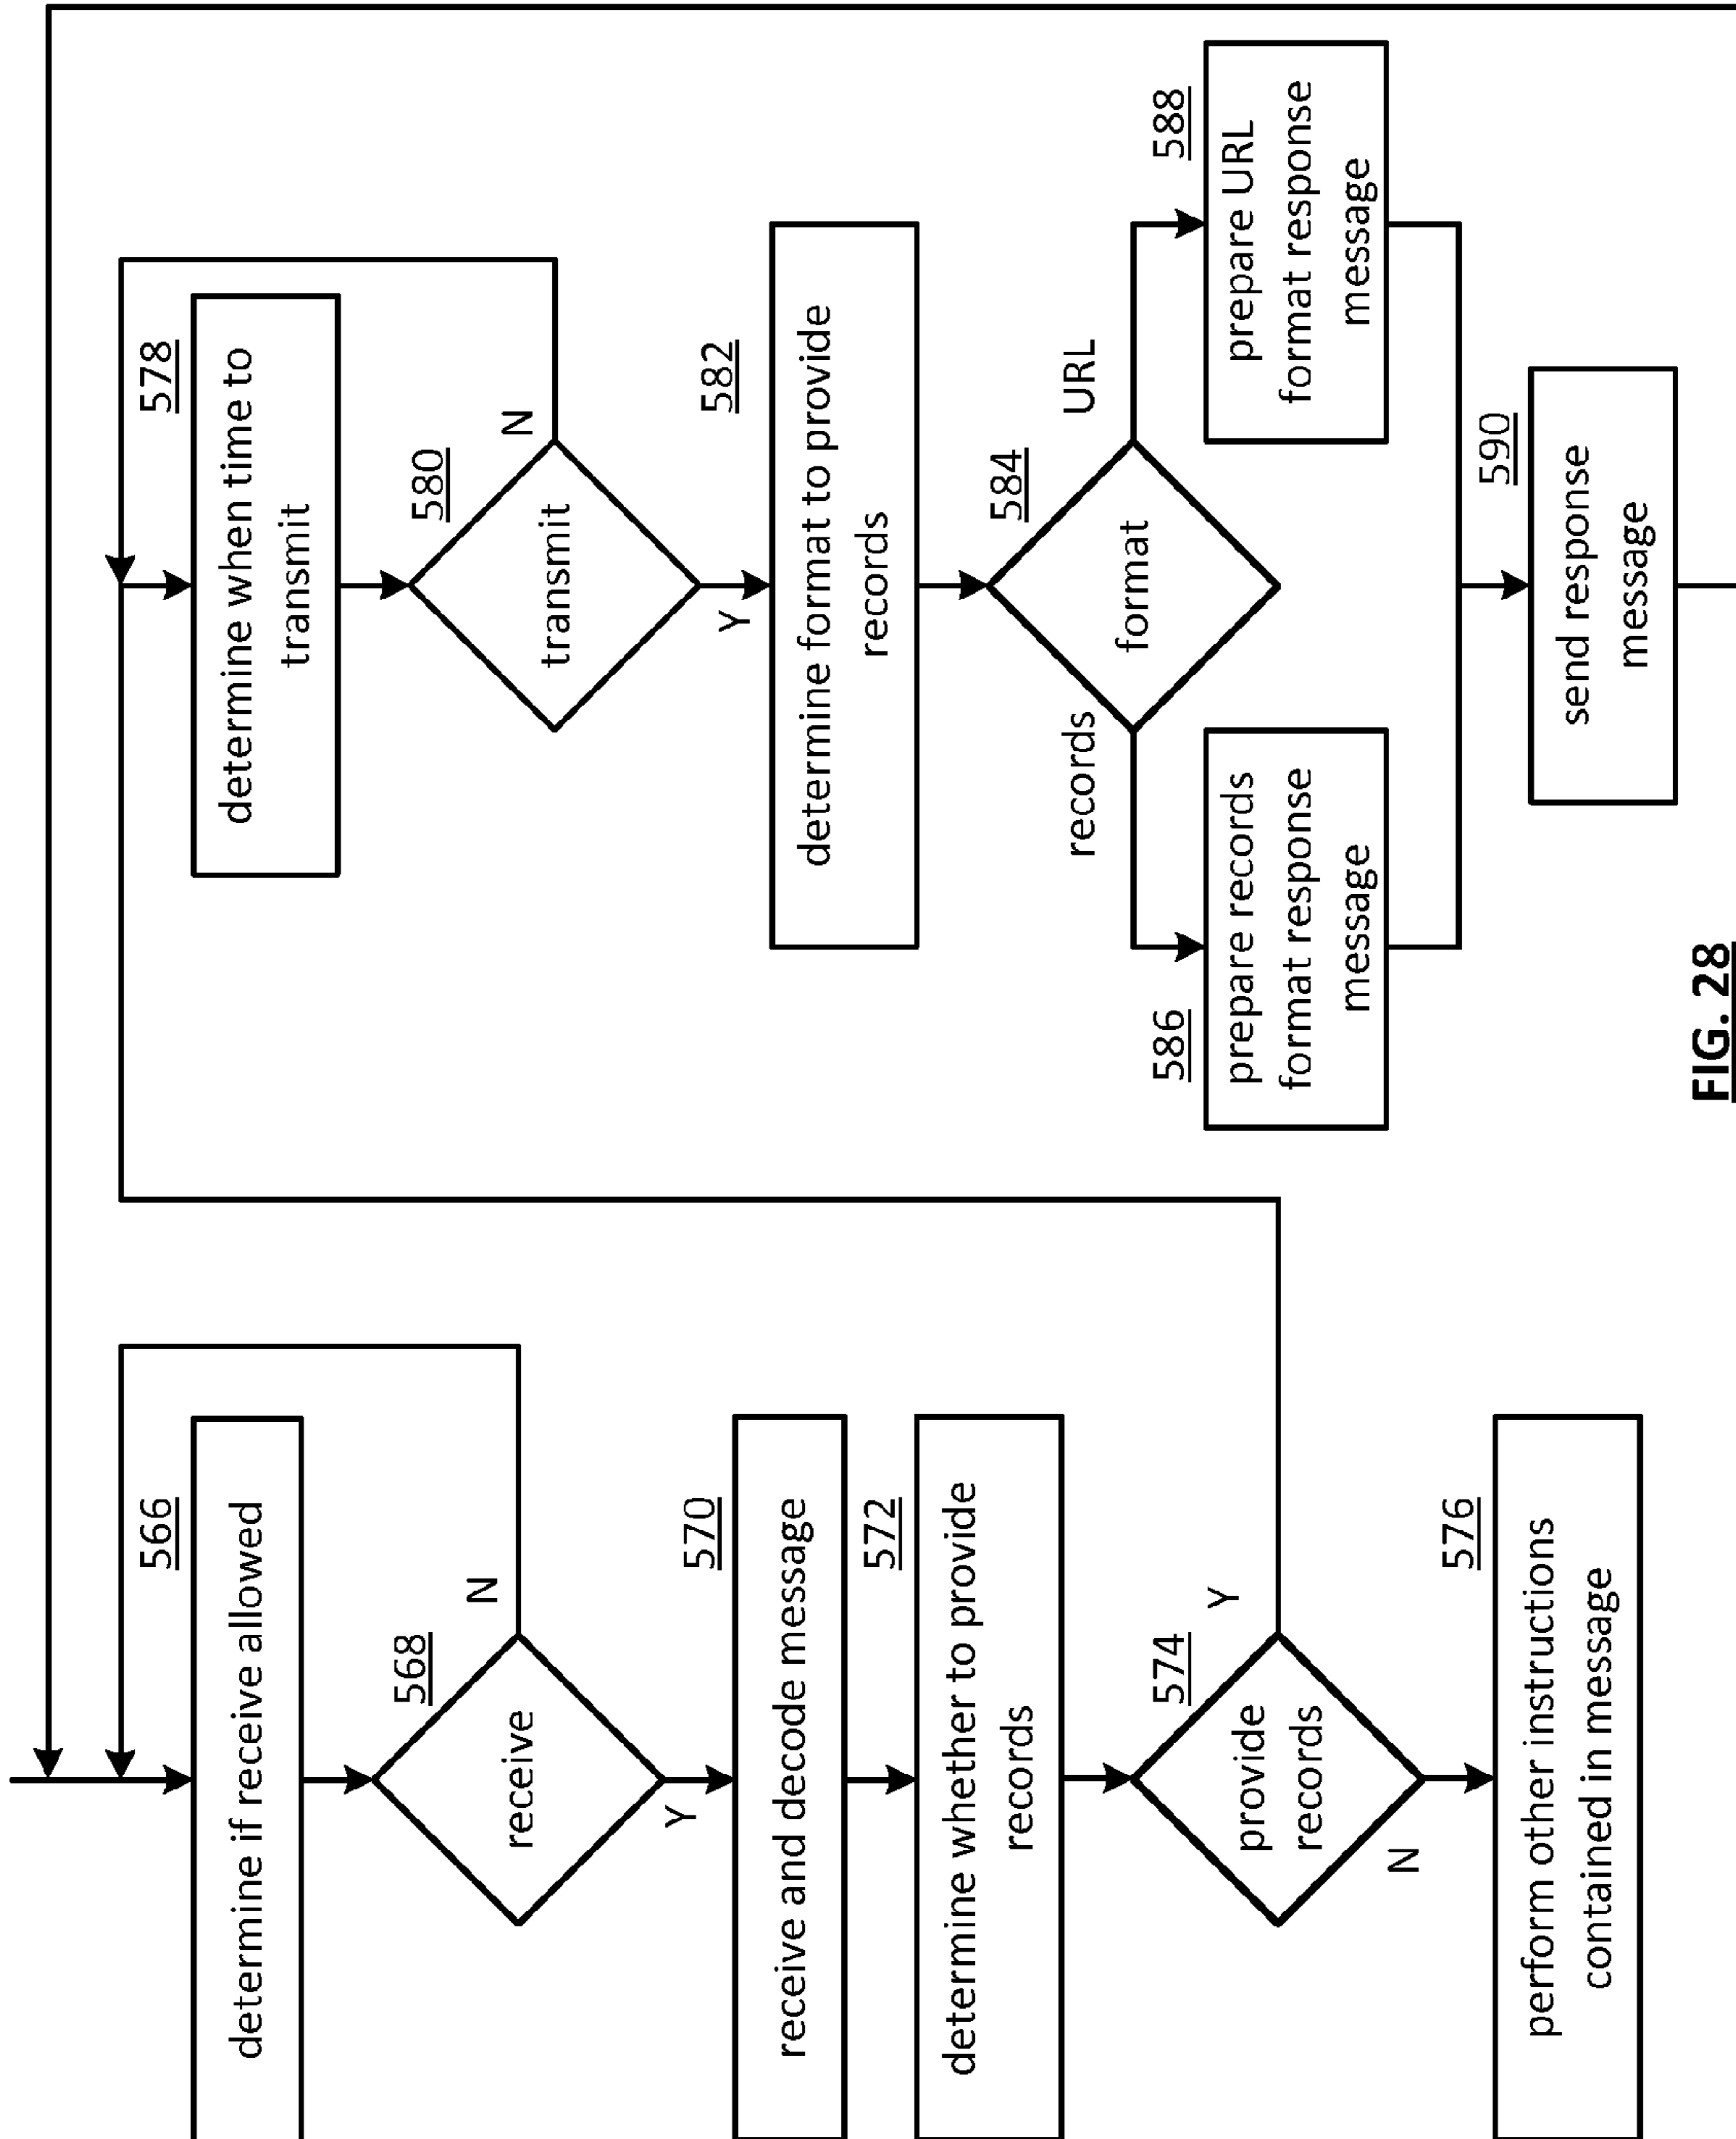 566
determine if receive allowed
568
receive
N
Y
570
receive and decode message
572
determine whether to provide
records
574
provide
records
Y
N
576
perform other instructions
contained in message
578
determine when time to
transmit
580
transmit
N
Y
582
determine format to provide
records
584
format
records
URL
586
prepare records
format response
message
588
prepare URL
format response
message
590
send response
message
FIG. 28